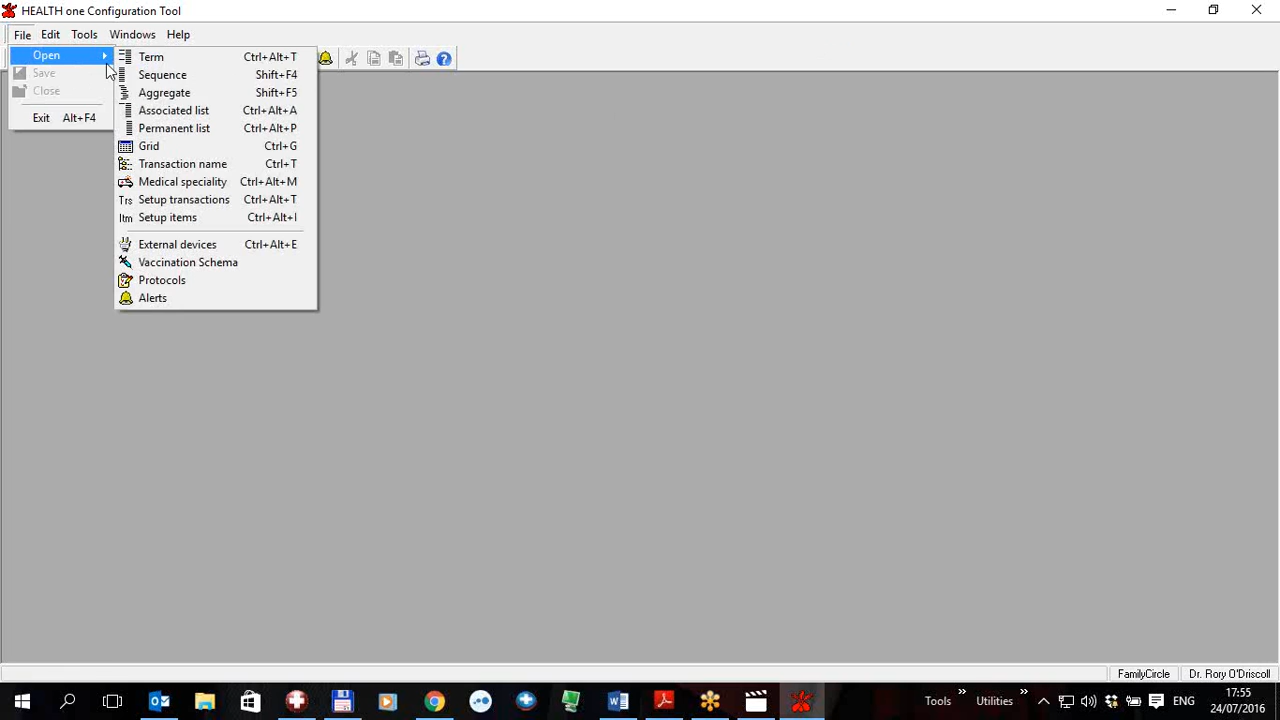 HEALTH one Configuration Tool
File Edit Tools Windows Help
Open
Save
Close
Exit Alt+F4
Term Ctrl+Alt+T
Sequence Shift+F4
Aggregate Shift+F5
Associated list Ctrl+Alt+A
Permanent list Ctrl+Alt+P
Grid Ctrl+G
Transaction name Ctrl+T
Medical speciality Ctrl+Alt+M
Trs Setup transactions Ctrl+Alt+T
Itm Setup items Ctrl+Alt+I
External devices Ctrl+Alt+E
Vaccination Schema
Protocols
Alerts
FamilyCircle Dr. Rory O'Driscoll
Tools » Utilities » ENG 17:55
24/07/2016